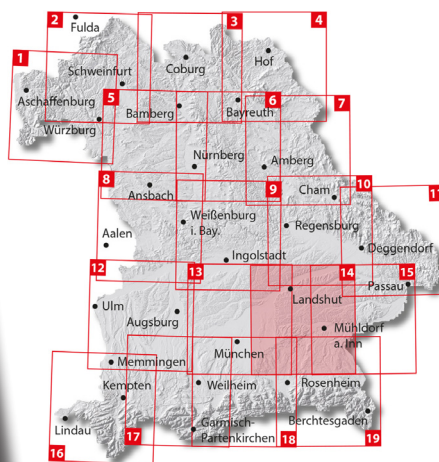 2
Fulda
3
4
Coburg
Hof
1
Schweinfurt
Aschaffenburg
5
Bamberg
6
Bayreuth
7
Würzburg
Nürnberg
Amberg
8
Ansbach
9
Cham
10
11
Weißenburg
i. Bay.
Regensburg
Aalen
Deggendorf
Ingolstadt
12
13
14
15
Passau
Landshut
Ulm
Augsburg
Mühldorf
a. Inn
München
Memmingen
Kempten
Weilheim
Rosenheim
Lindau
Garmisch-
Partenkirchen
Berchtesgaden
16
17
18
19